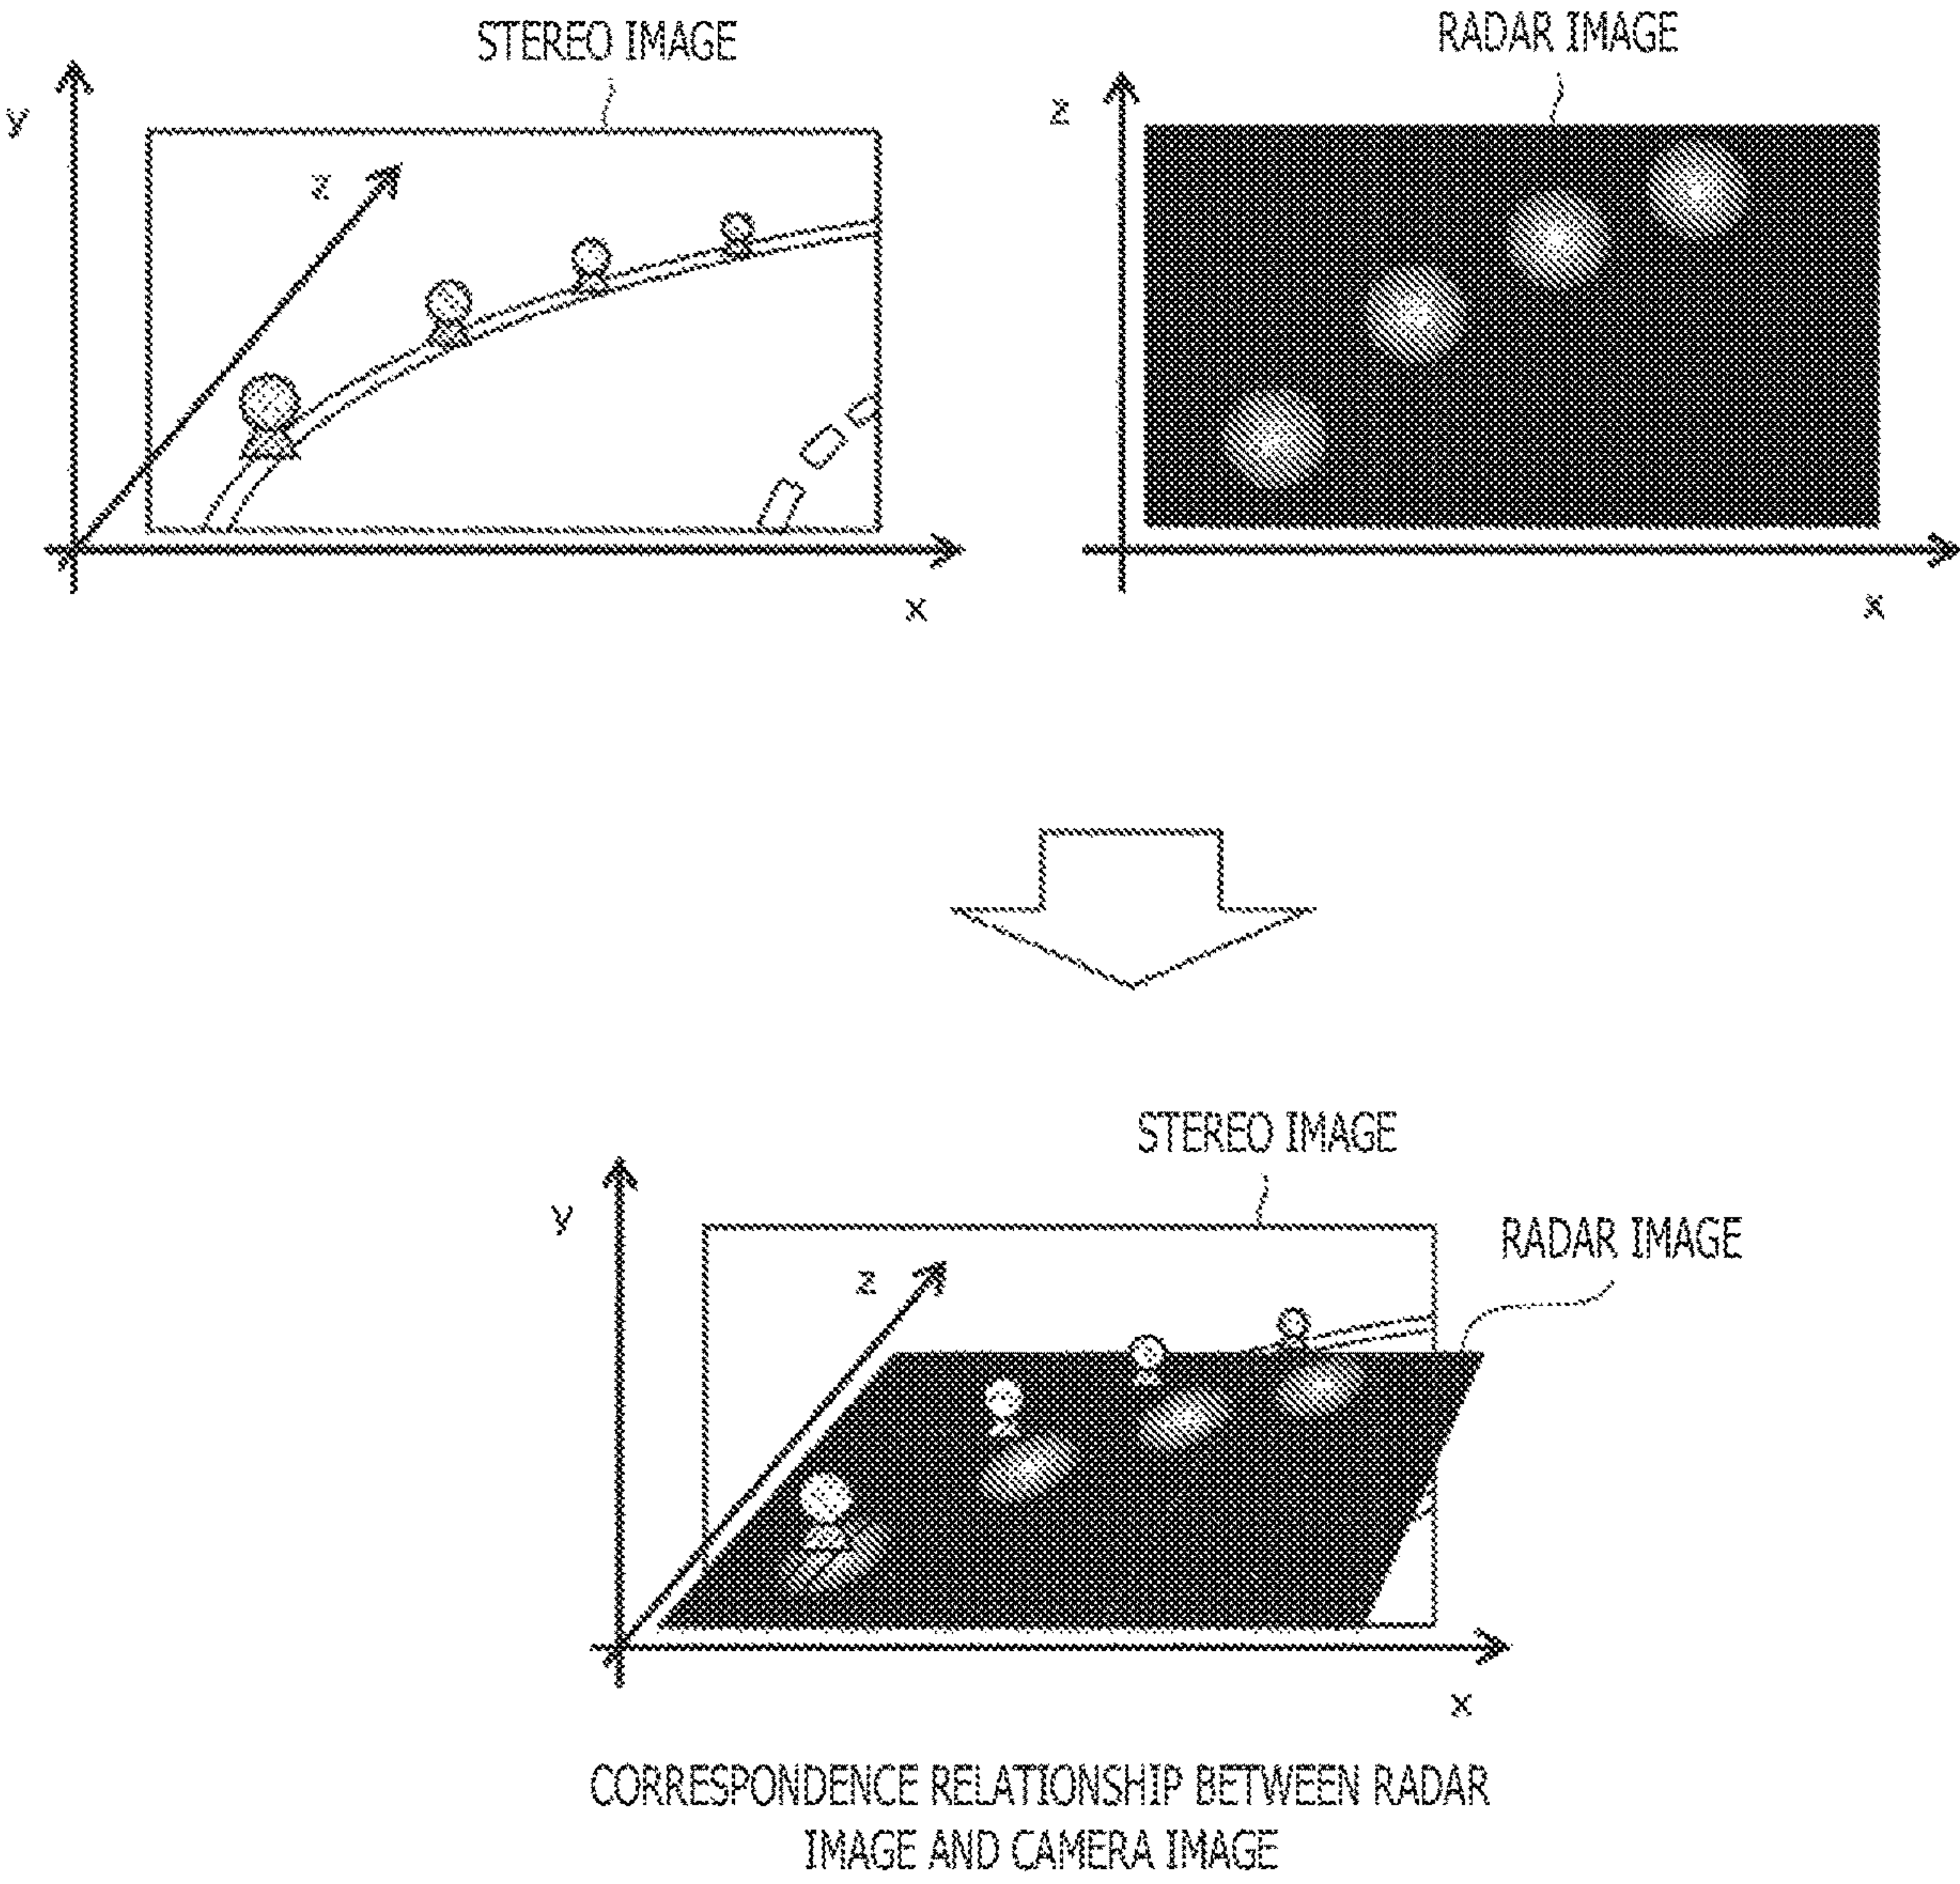 STEREO IMAGE
RADAR IMAGE
y
z
x
z
x
STEREO IMAGE
RADAR IMAGE
y
z
x
CORRESPONDENCE RELATIONSHIP BETWEEN RADAR
IMAGE AND CAMERA IMAGE